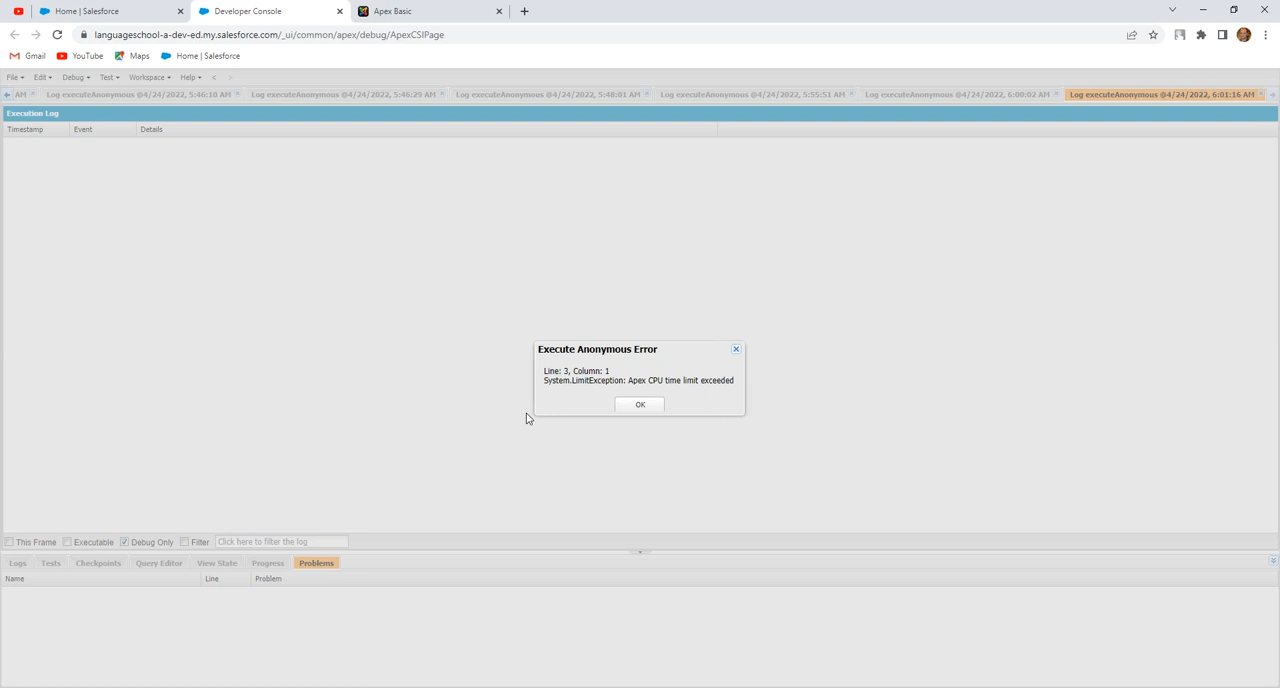 Home | Salesforce
Developer Console
Apex Basic
languageschool-a-dev-ed.my.salesforce.com/_ui/common/apex/debug/ApexCSIPage
Gmail YouTube Maps Home | Salesforce
File Edit Debug Test Workspace Help < >
AM Log executeAnonymous @4/24/2022, 5:46:10 AM Log executeAnonymous @4/24/2022, 5:46:29 AM Log executeAnonymous @4/24/2022, 5:48:01 AM Log executeAnonymous @4/24/2022, 5:55:51 AM Log executeAnonymous @4/24/2022, 6:00:02 AM Log executeAnonymous @4/24/2022, 6:01:16 AM
Execution Log
Timestamp Event Details
Execute Anonymous Error
Line: 3, Column: 1
System.LimitException: Apex CPU time limit exceeded
OK
This Frame Executable Debug Only Filter Click here to filter the log
Logs Tests Checkpoints Query Editor View State Progress Problems
Name Line Problem